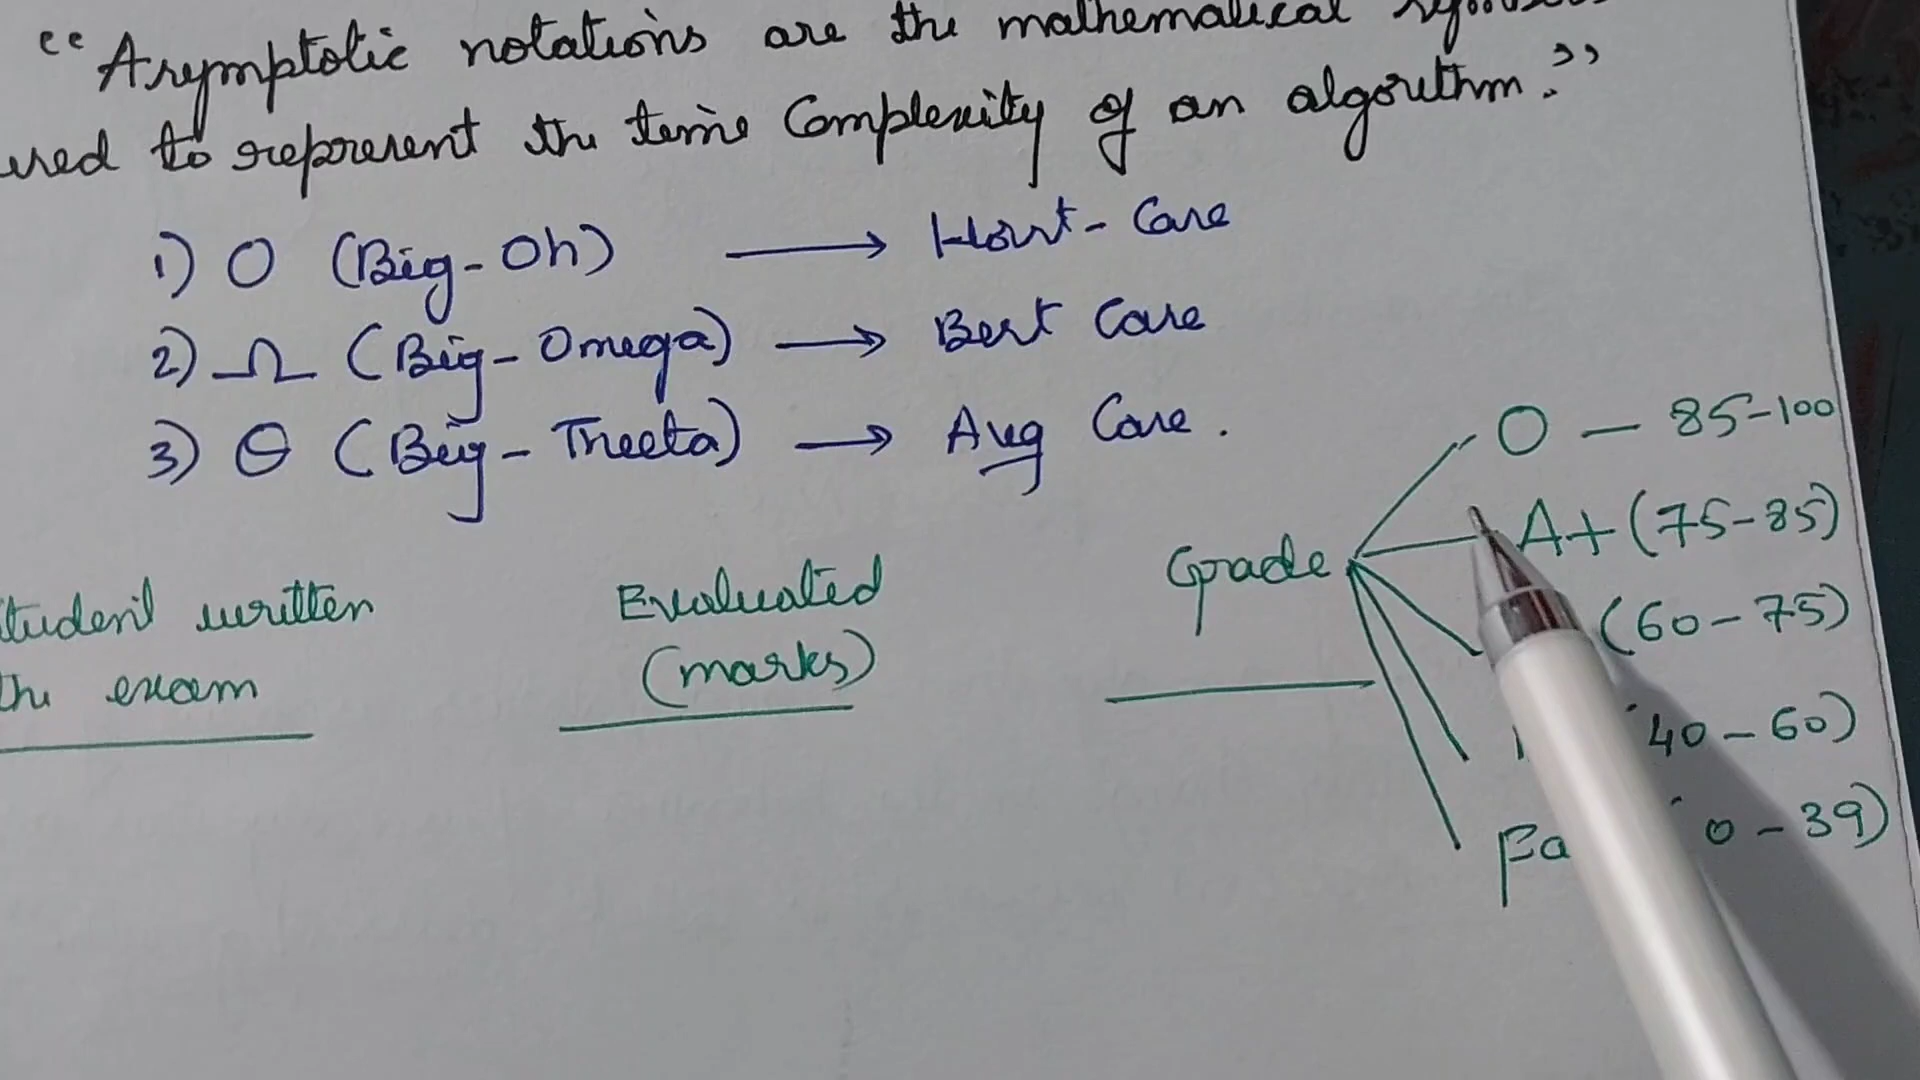 “Asymptotic notations are the mathematical
used to represent the time Complexity of an algorithm.”
1) O (Big-Oh) → Worst-Case
2) Ω (Big-Omega) → Best Case
3) Θ (Big-Theeta) → Avg Case.
Grade
O — 85-100
A+ (75-85)
(60-75)
40-60)
0-39)
student written
the exam
Evaluated
(marks)